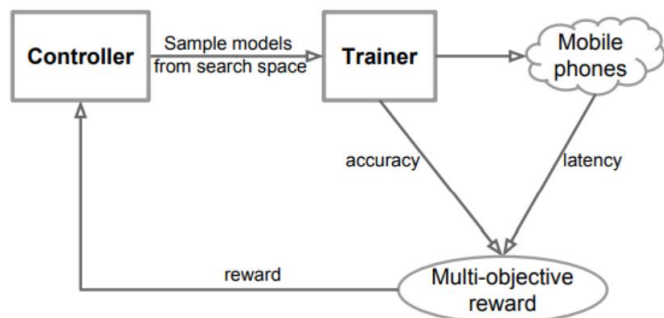 Controller
Sample models
from search space
Trainer
Mobile
phones
accuracy
latency
reward
Multi-objective
reward